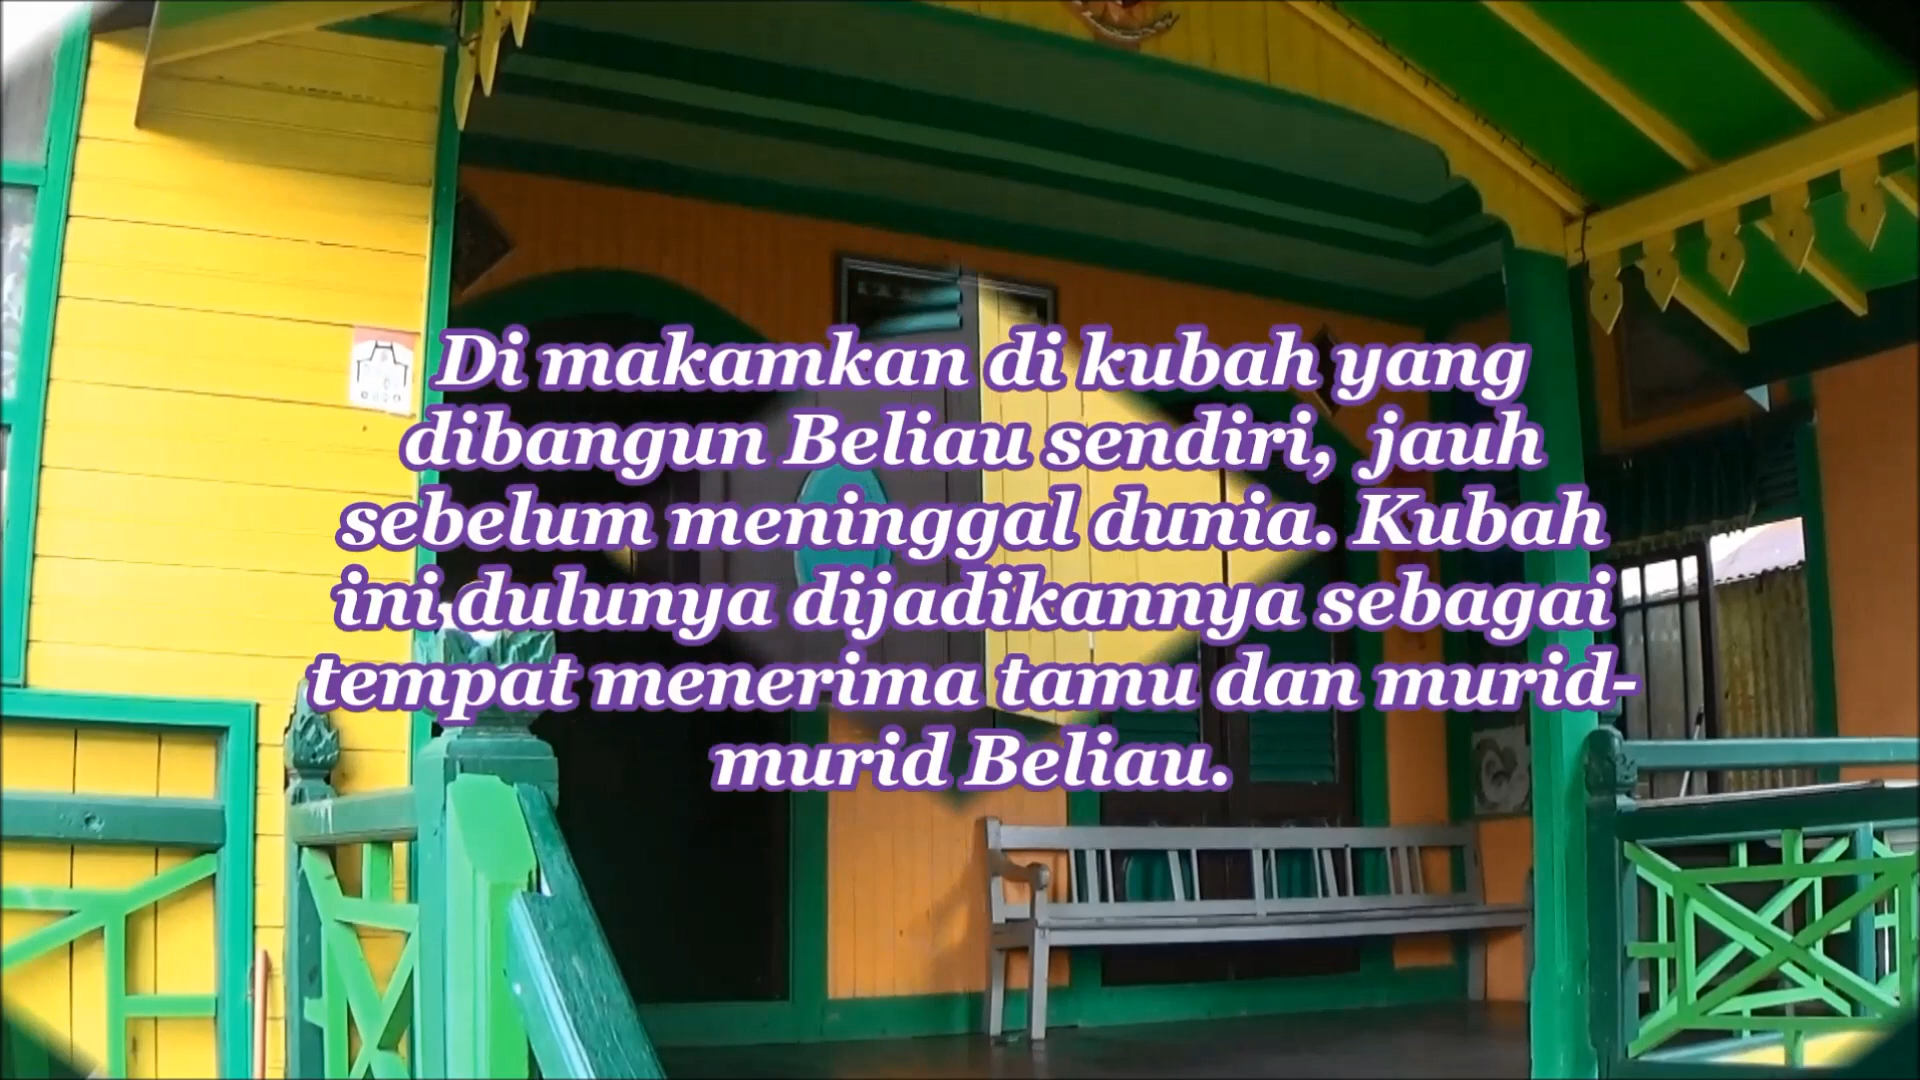 Di makamkan di kubah yang
dibangun Beliau sendiri, jauh
sebelum meninggal dunia. Kubah
ini dulunya dijadikannya sebagai
tempat menerima tamu dan murid-
murid Beliau.